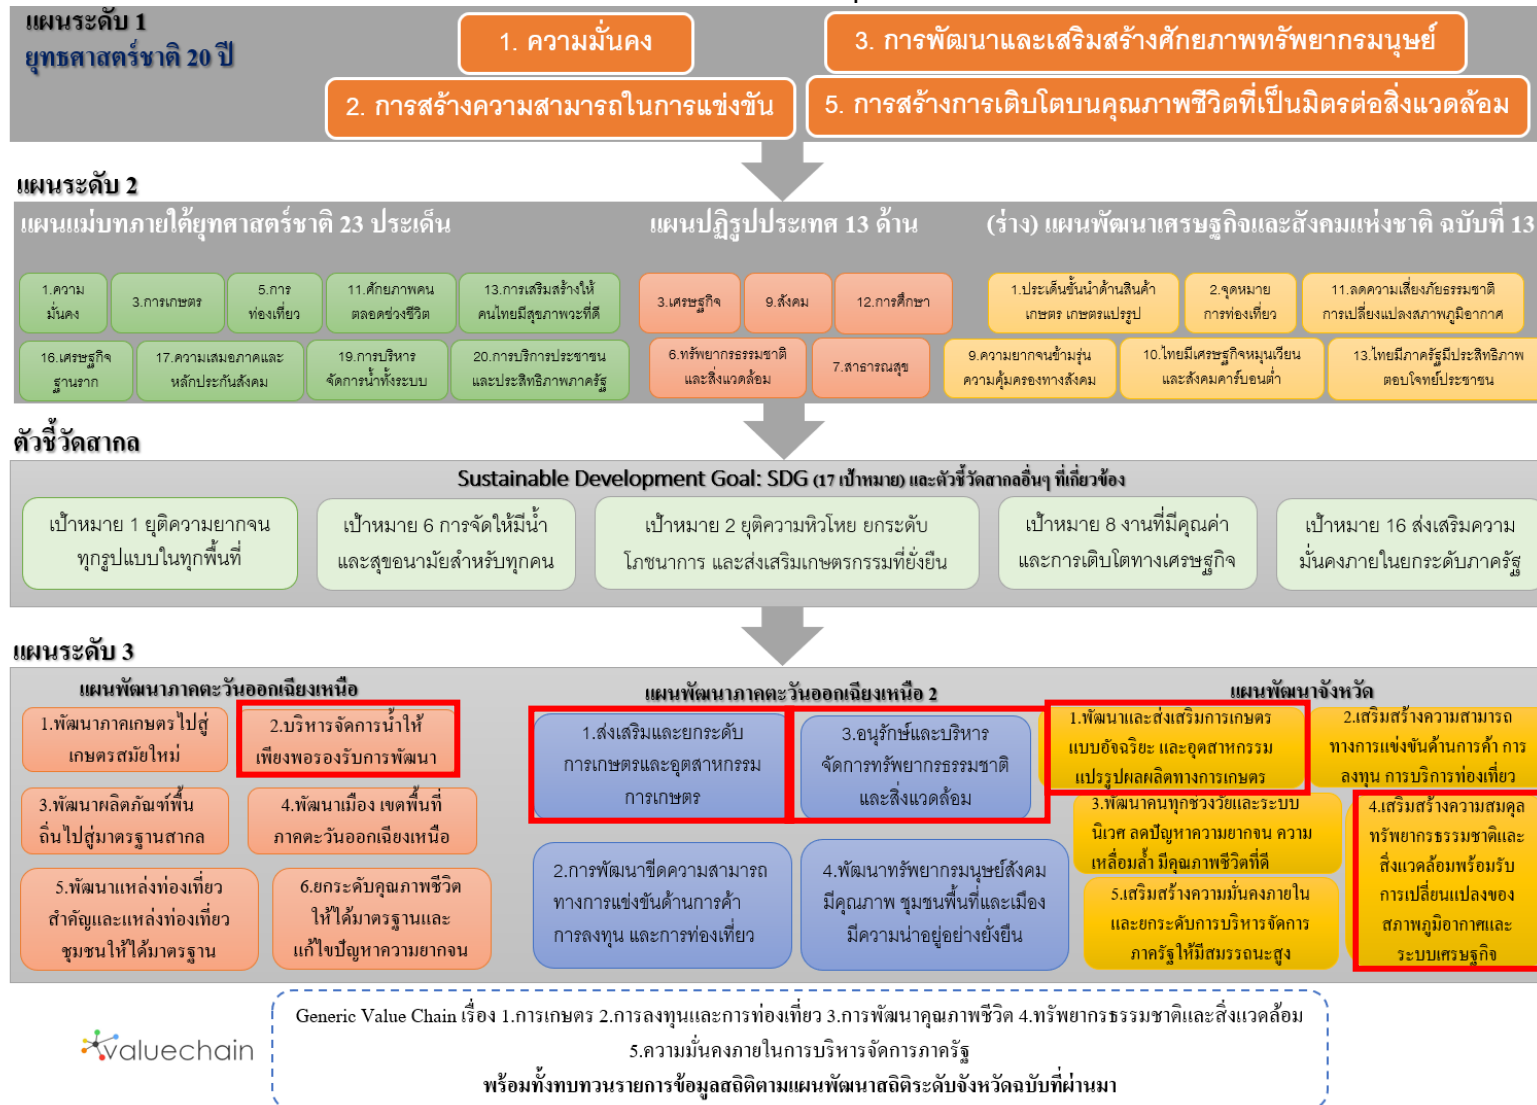 แผนระดับ 1
ยุทธศาสตร์ชาติ 20 ปี
1. ความมั่นคง
3. การพัฒนาและเสริมสร้างศักยภาพทรัพยากรมนุษย์
2. การสร้างความสามารถในการแข่งขัน
5. การสร้างการเติบโตบนคุณภาพชีวิตที่เป็นมิตรต่อสิ่งแวดล้อม
แผนระดับ 2
แผนแม่บทภายใต้ยุทศาสตร์ชาติ 23 ประเด็น
1.ความ
มั่นคง
3.การเกษตร
5.การ
ท่องเที่ยว
11.ศักยภาพคน
ตลอดช่วงชีวิต
13.การเสริมสร้างให้
คนไทยมีสุขภาพวะที่ดี
16.เศรษฐกิจ
ฐานราก
17.ความเสมอภาคและ
หลักประกันสังคม
19.การบริหาร
จัดการน้ำทั้งระบบ
20.การบริการประชาชน
และประสิทธิภาพภาครัฐ
แผนปฏิรูปประเทศ 13 ด้าน
3.เศรษฐกิจ
9.สังคม
12.การศึกษา
6.ทรัพยากรธรรมชาติ
และสิ่งแวดล้อม
7.สาธารณสุข
(ร่าง) แผนพัฒนาเศรษฐกิจและสังคมแห่งชาติ ฉบับที่ 13
1.ประเด็นชั้นนำด้านสินค้า
เกษตร เกษตรแปรรูป
2.จุดหมาย
การท่องเที่ยว
11.ลดความเสี่ยงภัยธรรมชาติ
การเปลี่ยงแปลงสภาพภูมิอากาศ
9.ความยากจนข้ามรุ่น
ความคุ้มครองทางสังคม
10.ไทยมีเศรษฐกิจหมุนเวียน
และสังคมคาร์บอนต่ำ
13.ไทยมีภาครัฐมีประสิทธิภาพ
ตอบโจทย์ประชาชน
ตัวชี้วัดสากล
Sustainable Development Goal: SDG (17 เป้าหมาย) และตัวชี้วัดสากลอื่นๆ ที่เกี่ยวข้อง
เป้าหมาย 1 ยุติความยากจน
ทุกรูปแบบในทุกพื้นที่
เป้าหมาย 6 การจัดให้มีน้ำ
และสุขอนามัยสำหรับทุกคน
เป้าหมาย 2 ยุติความหิวโหย ยกระดับ
โภชนาการ และส่งเสริมเกษตรกรรมที่ยั่งยืน
เป้าหมาย 8 งานที่มีคุณค่า
และการเติบโตทางเศรษฐกิจ
เป้าหมาย 16 ส่งเสริมความ
มั่นคงภายในยกระดับภาครัฐ
แผนระดับ 3
แผนพัฒนาภาคตะวันออกเฉียงเหนือ
1.พัฒนาภาคเกษตรไปสู่
เกษตรสมัยใหม่
2.บริหารจัดการน้ำให้
เพียงพอรองรับการพัฒนา
3.พัฒนาผลิตภัณฑ์พื้น
ถิ่นไปสู่มาตรฐานสากล
4.พัฒนาเมือง เขตพื้นที่
ภาคตะวันออกเฉียงเหนือ
5.พัฒนาแหล่งท่องเที่ยว
สำคัญและแหล่งท่องเที่ยว
ชุมชนให้ได้มาตรฐาน
6.ยกระดับคุณภาพชีวิต
ให้ได้มาตรฐานและ
แก้ไขปัญหาความยากจน
แผนพัฒนาภาคตะวันออกเฉียงเหนือ 2
1.ส่งเสริมและยกระดับ
การเกษตรและอุตสาหกรรม
การเกษตร
3.อนุรักษ์และบริหาร
จัดการทรัพยากรธรรมชาติ
และสิ่งแวดล้อม
2.การพัฒนาขีดความสามารถ
ทางการแข่งขันด้านการค้า
การลงทุน และการท่องเที่ยว
4.พัฒนาทรัพยากรมนุษย์สังคม
มีคุณภาพ ชุมชนพื้นที่และเมือง
มีความน่าอยู่อย่างยั่งยืน
แผนพัฒนาจังหวัด
1.พัฒนาและส่งเสริมการเกษตร
แบบอัจฉริยะ และอุตสาหกรรม
แปรรูปผลผลิตทางการเกษตร
2.เสริมสร้างความสามารถ
ทางการแข่งขันด้านการค้า การ
ลงทุน การบริการท่องเที่ยว
3.พัฒนาคนทุกช่วงวัยและระบบ
นิเวศ ลดปัญหาความยากจน ความ
เหลื่อมล้ำ มีคุณภาพชีวิตที่ดี
4.เสริมสร้างความสมดุล
ทรัพยากรธรรมชาติและ
สิ่งแวดล้อมพร้อมรับ
การเปลี่ยนแปลงของ
สภาพภูมิอากาศและ
ระบบเศรษฐกิจ
5.เสริมสร้างความมั่นคงภายใน
และยกระดับการบริหารจัดการ
ภาครัฐให้มีสมรรถนะสูง
valuechain
Generic Value Chain เรื่อง 1.การเกษตร 2.การลงทุนและการท่องเที่ยว 3.การพัฒนาคุณภาพชีวิต 4.ทรัพยากรธรรมชาติและสิ่งแวดล้อม
5.ความมั่นคงภายในการบริหารจัดการภาครัฐ
พร้อมทั้งทบทวนรายการข้อมูลสถิติตามแผนพัฒนาสถิติระดับจังหวัดฉบับที่ผ่านมา